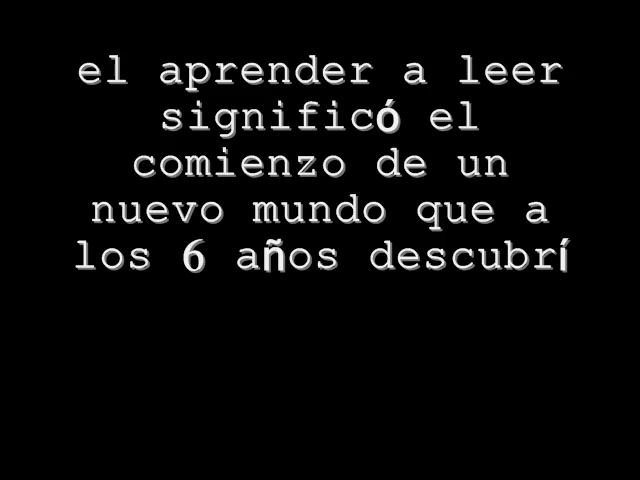 el aprender a leer
significó el
comienzo de un
nuevo mundo que a
los 6 años descubrí